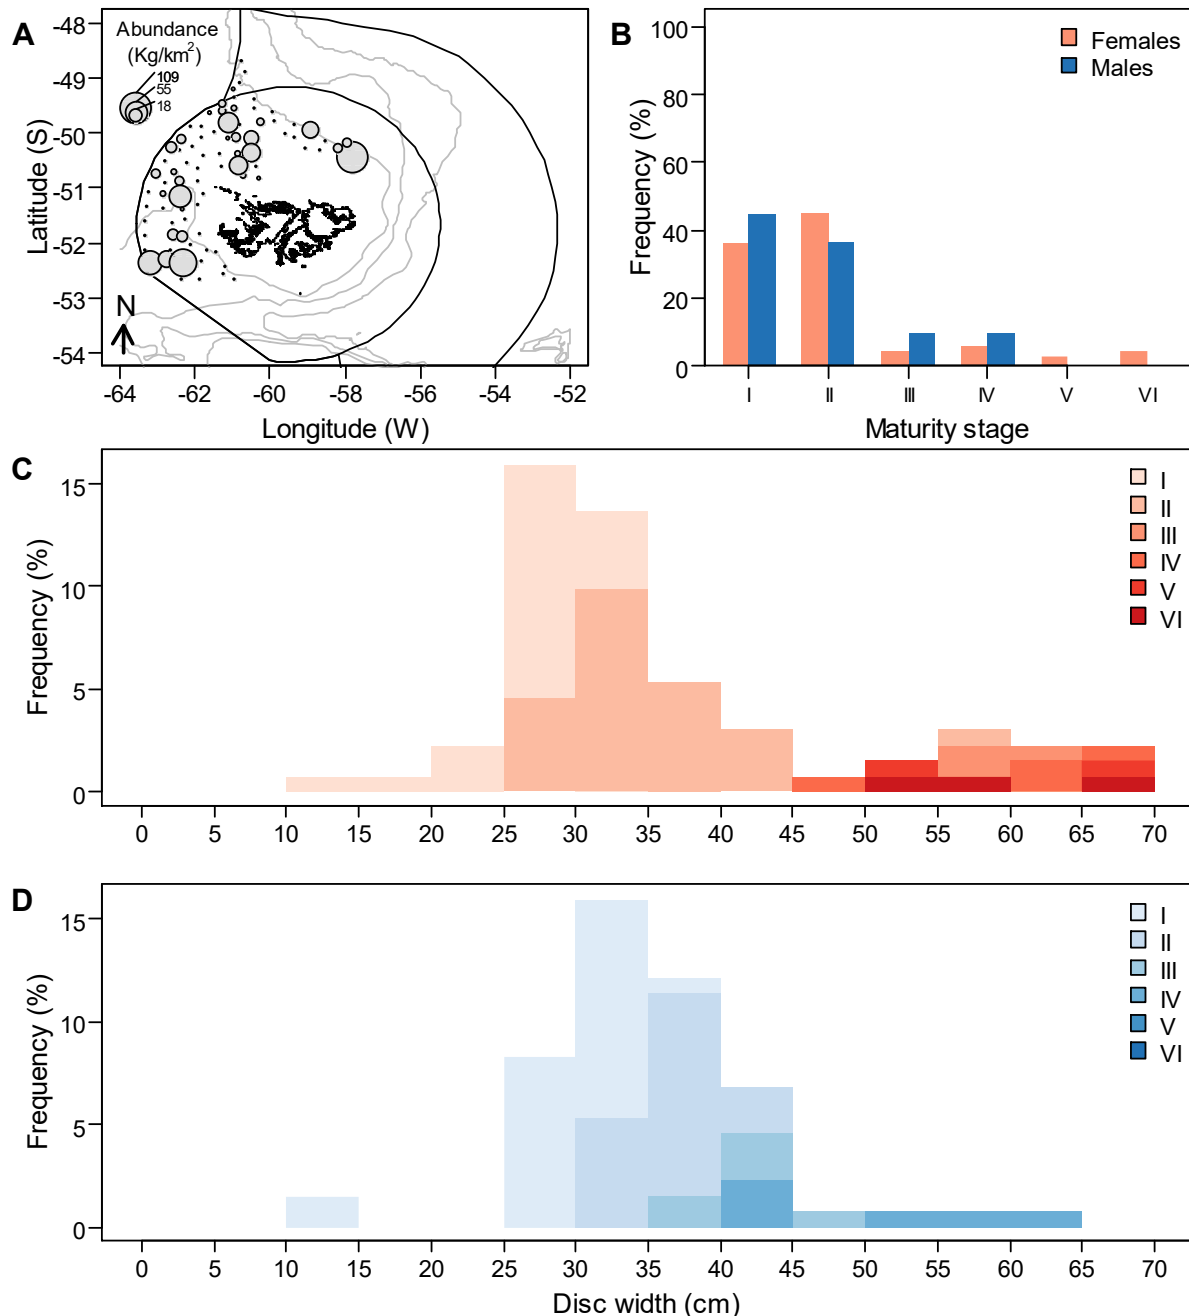 A
Abundance
(Kg/km²)
109
55
18
Latitude (S)
-48
-49
-50
-51
-52
-53
-54
N
-64
-62
-60
-58
-56
-54
-52
Longitude (W)
B
Frequency (%)
100
80
60
40
20
0
Females
Males
I
II
III
IV
V
VI
Maturity stage
C
Frequency (%)
15
10
5
0
I
II
III
IV
V
VI
0 5 10 15 20 25 30 35 40 45 50 55 60 65 70
D
Frequency (%)
15
10
5
0
I
II
III
IV
V
VI
0 5 10 15 20 25 30 35 40 45 50 55 60 65 70
Disc width (cm)